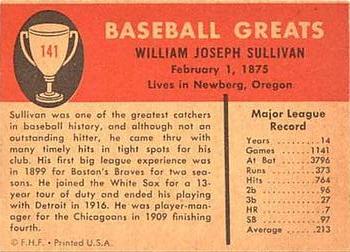 141
BASEBALL GREATS
WILLIAM JOSEPH SULLIVAN
February 1, 1875
Lives in Newberg, Oregon
Sullivan was one of the greatest catchers
in baseball history, and although not an
outstanding hitter, he came thru with
many timely hits in tight spots for his
club. His first big league experience was
in 1899 for Boston's Braves for two sea-
sons. He joined the White Sox for a 13-
year tour of duty and ended his playing
with Detroit in 1916. He was player-man-
ager for the Chicagoans in 1909 finishing
fourth.
© F.H.F. • Printed U.S.A.
Major League
Record
Years - 14
Games - 1141
At Bat - 3796
Runs - 373
Hits - 764
2b - 96
3b - 27
HR - 7
SB - 97
Average - .213